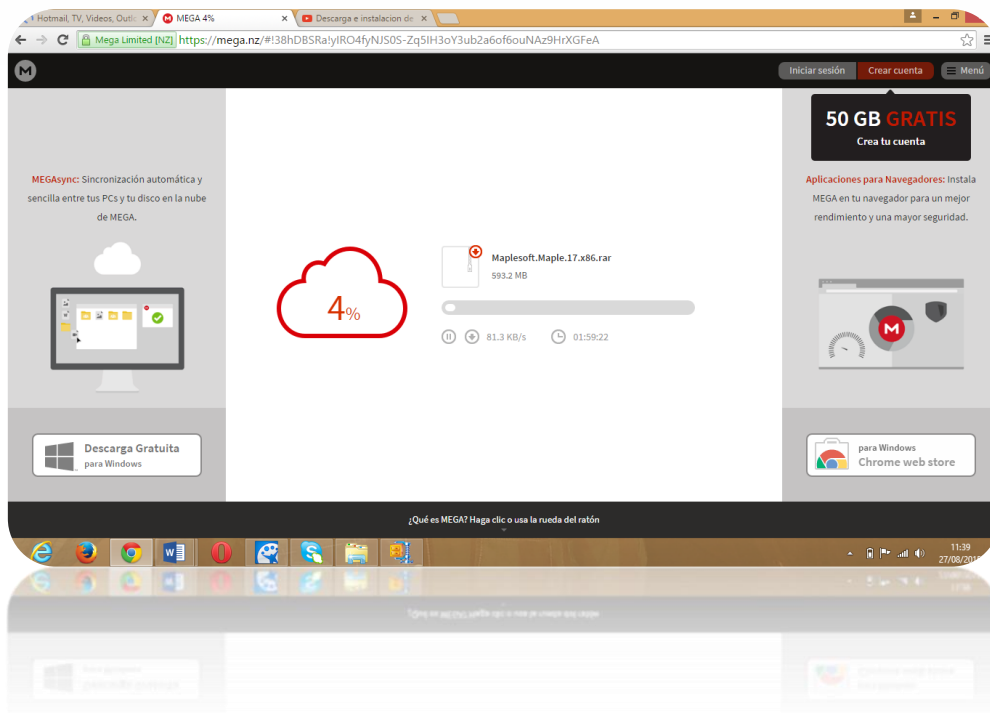 Hotmail, TV, Videos, Outlo
MEGA 4%
Descarga e instalacion de
Mega Limited [NZ] https://mega.nz/#!38hDBSRa!yIRO4fyNJS0S-Zq5IH3oY3ub2a6of6ouNAz9HrXGFeA
M
Iniciar sesión
Crear cuenta
Menú
50 GB GRATIS
Crea tu cuenta
MEGAsync: Sincronización automática y
sencilla entre tus PCs y tu disco en la nube
de MEGA.
Aplicaciones para Navegadores: Instala
MEGA en tu navegador para un mejor
rendimiento y una mayor seguridad.
4%
Maplesoft.Maple.17.x86.rar
593.2 MB
81.3 KB/s
01:59:22
M
Descarga Gratuita
para Windows
para Windows
Chrome web store
¿Qué es MEGA? Haga clic o usa la rueda del ratón
11:39
27/08/201